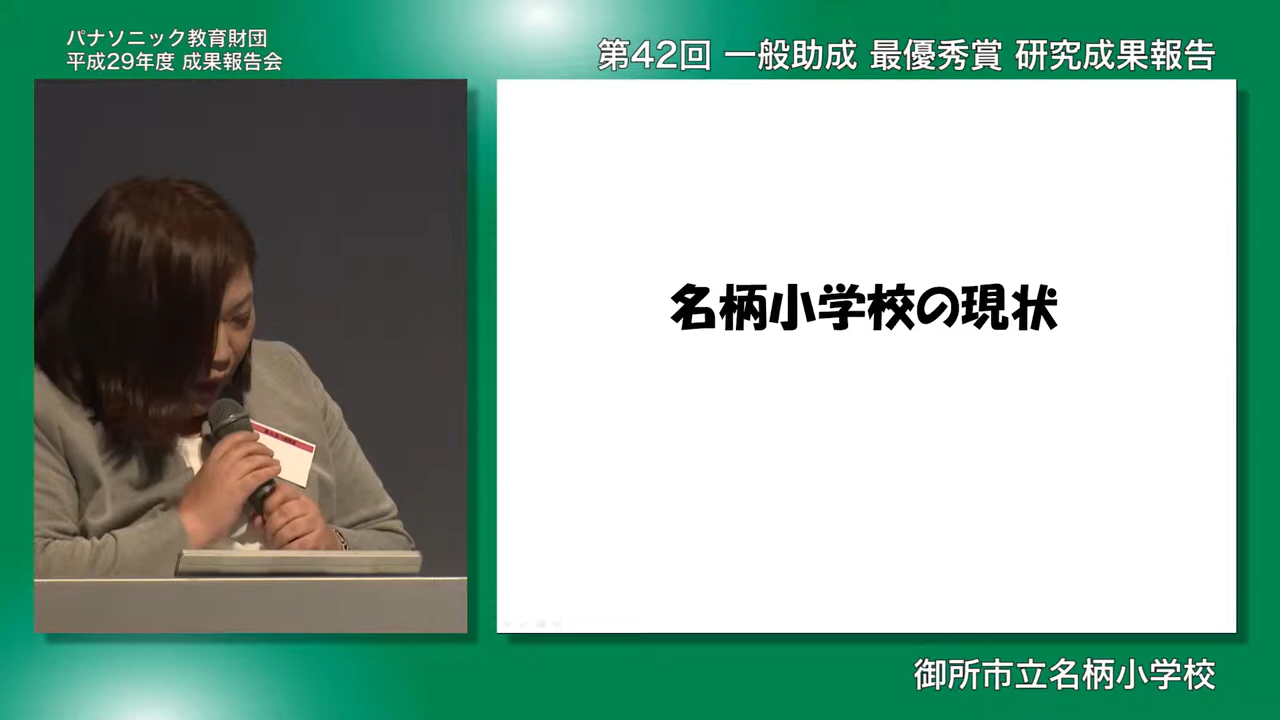 パナソニック教育財団
平成29年度 成果報告会
第42回 一般助成 最優秀賞 研究成果報告
名柄小学校の現状
御所市立名柄小学校